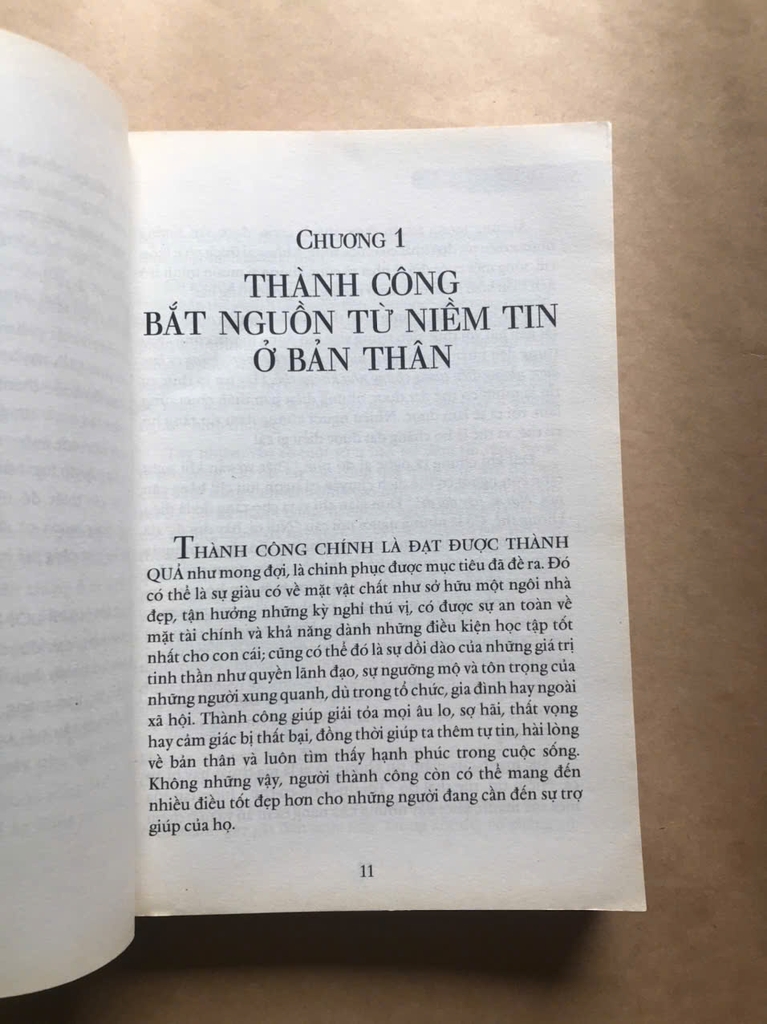 CHƯƠNG 1
THÀNH CÔNG
BẮT NGUỒN TỪ NIỀM TIN
Ở BẢN THÂN
THÀNH CÔNG CHÍNH LÀ ĐẠT ĐƯỢC THÀNH
QUẢ như mong đợi, là chinh phục được mục tiêu đã đề ra. Đó
có thể là sự giàu có về mặt vật chất như sở hữu một ngôi nhà
đẹp, tận hưởng những kỳ nghỉ thú vị, có được sự an toàn về
mặt tài chính và khả năng dành những điều kiện học tập tốt
nhất cho con cái; cũng có thể đó là sự dồi dào của những giá trị
tinh thần như quyền lãnh đạo, sự ngưỡng mộ và tôn trọng của
những người xung quanh, dù trong tổ chức, gia đình hay ngoài
xã hội. Thành công giúp giải tỏa mọi âu lo, sợ hãi, thất vọng
hay cảm giác bị thất bại, đồng thời giúp ta thêm tự tin, hài lòng
về bản thân và luôn tìm thấy hạnh phúc trong cuộc sống.
Không những vậy, người thành công còn có thể mang đến
nhiều điều tốt đẹp hơn cho những người đang cần đến sự trợ
giúp của họ.
11